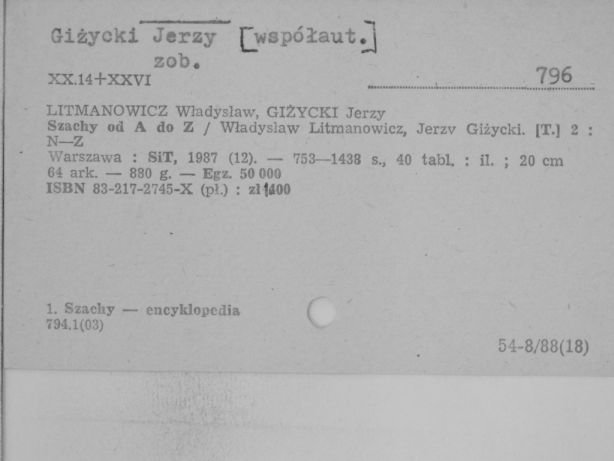 Giżycki Jerzy [współaut.]
zob.
XX.14+XXVI
796
LITMANOWICZ Władysław, GIŻYCKI Jerzy
Szachy od A do Z / Władysław Litmanowicz, Jerzy Giżycki. [T.] 2 :
N—Z
Warszawa : SiT, 1987 (12). — 753—1438 s., 40 tabl. : il. ; 20 cm
64 ark. — 880 g. — Egz. 50 000
ISBN 83-217-2745-X (pł.) : zł 1400
1. Szachy — encyklopedia
794.1(03)
54-8/88(18)